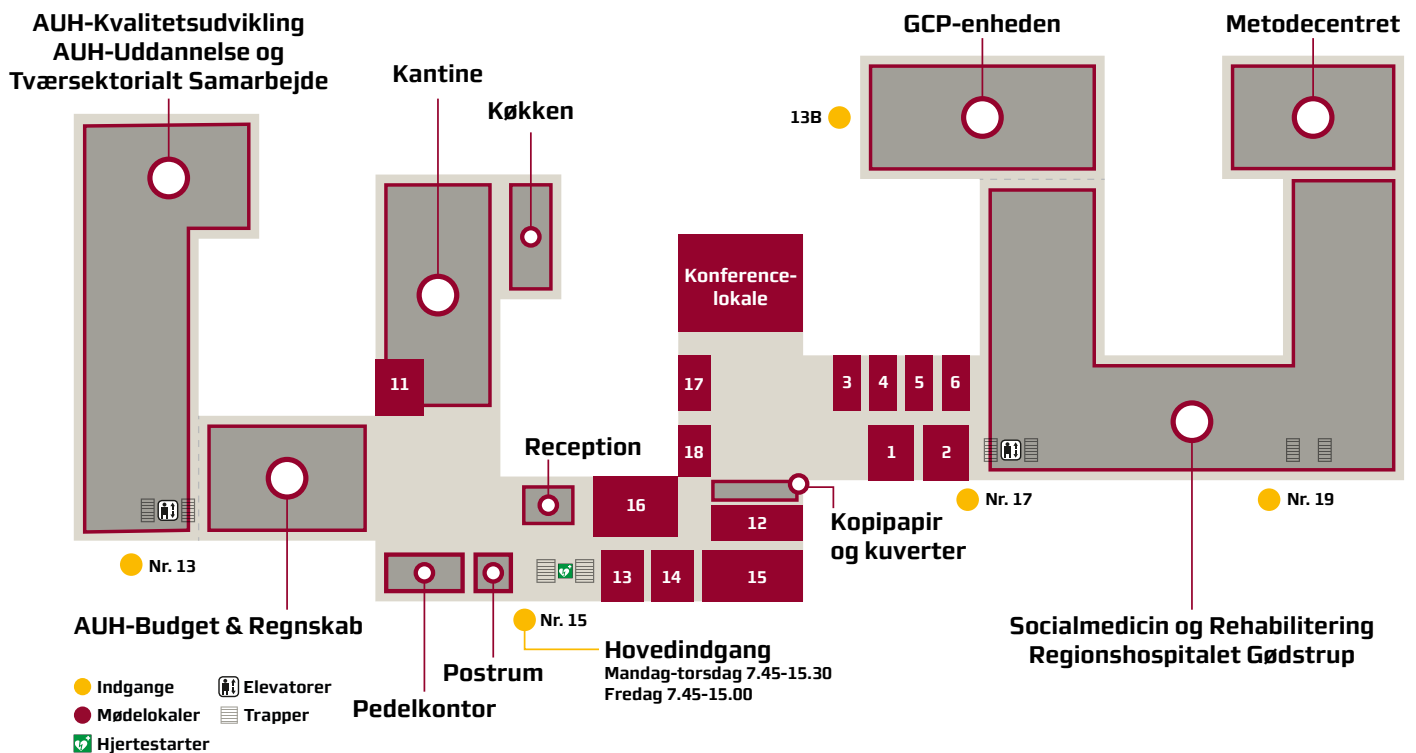 AUH-Kvalitetsudvikling
AUH-Uddannelse og
Tværsektorialt Samarbejde
Kantine
Køkken
GCP-enheden
Metodecentret
13B
Konference-
lokale
11
17
3
4
5
6
18
1
2
Reception
16
12
Kopipapir
og kuverter
Nr. 17
Nr. 19
13
14
15
Nr. 13
Nr. 15
AUH-Budget & Regnskab
Postrum
Pedelkontor
Hovedindgang
Mandag-torsdag 7.45-15.30
Fredag 7.45-15.00
Socialmedicin og Rehabilitering
Regionshospitalet Gødstrup
Indgange
Elevatorer
Mødelokaler
Trapper
Hjertestarter